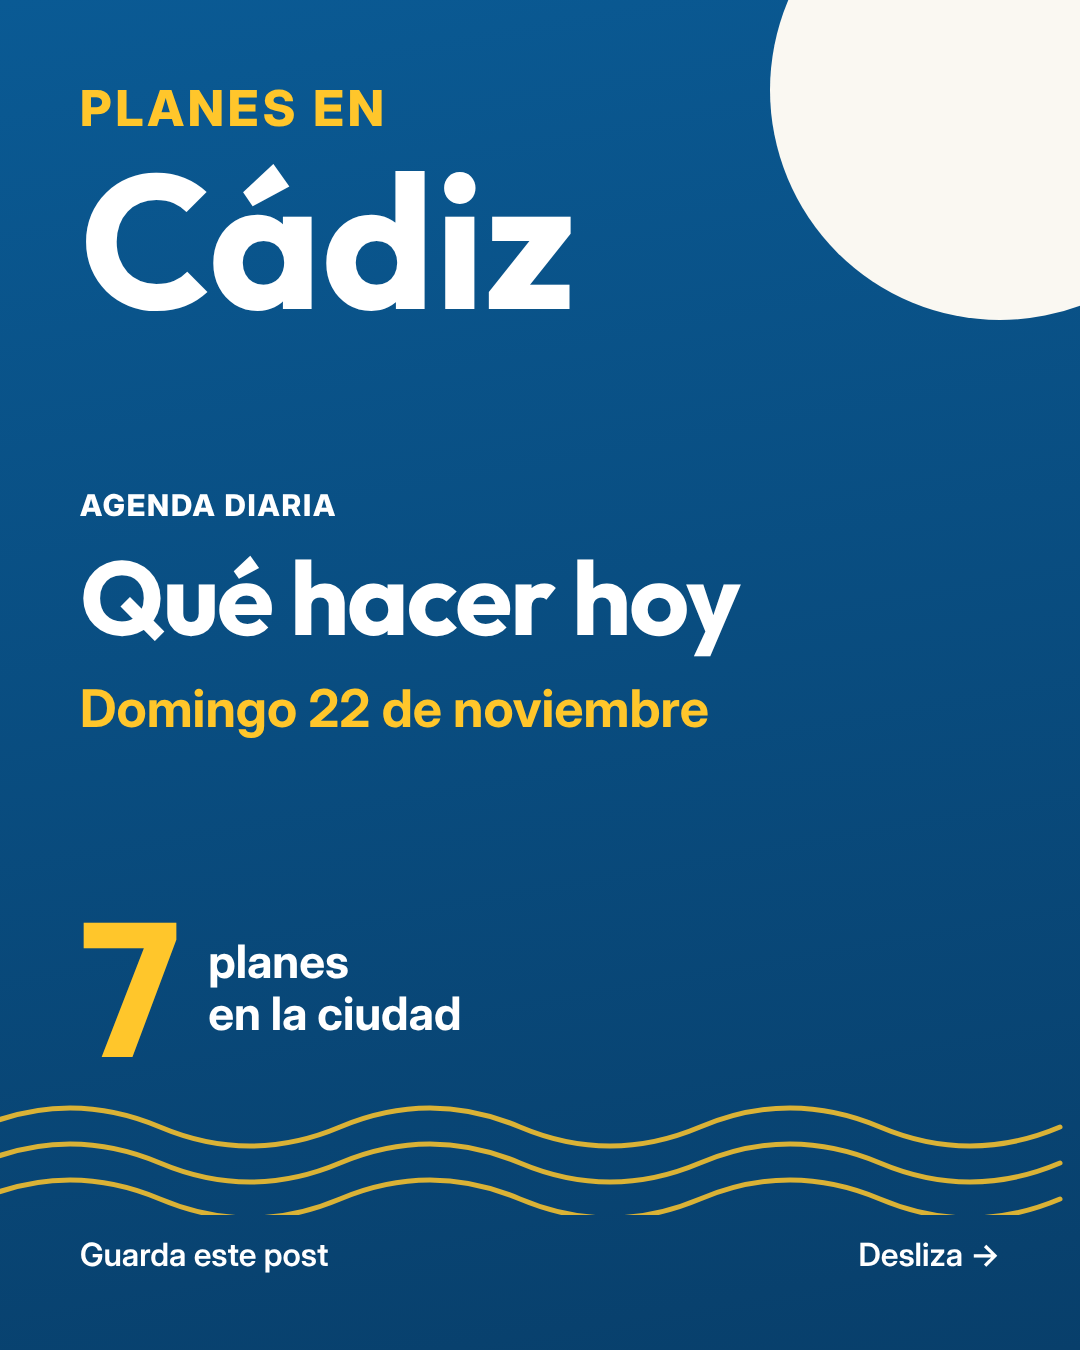 PLANES EN
Cádiz
AGENDA DIARIA
Qué hacer hoy
Domingo 22 de noviembre
7
planes
en la ciudad
Guarda este post
Desliza →